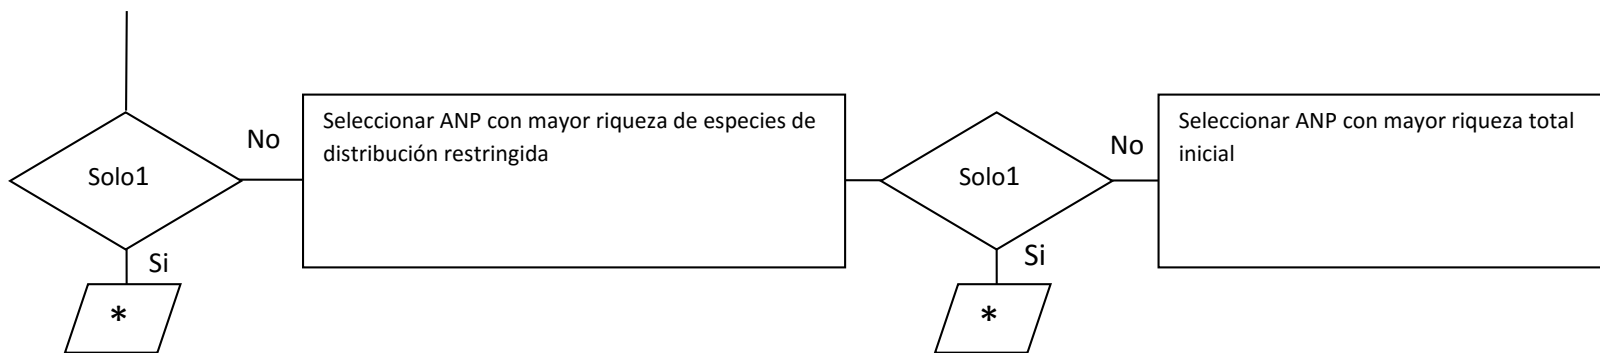 Solo1
No
Si
*
Seleccionar ANP con mayor riqueza de especies de
distribución restringida
Solo1
No
Si
*
Seleccionar ANP con mayor riqueza total
inicial